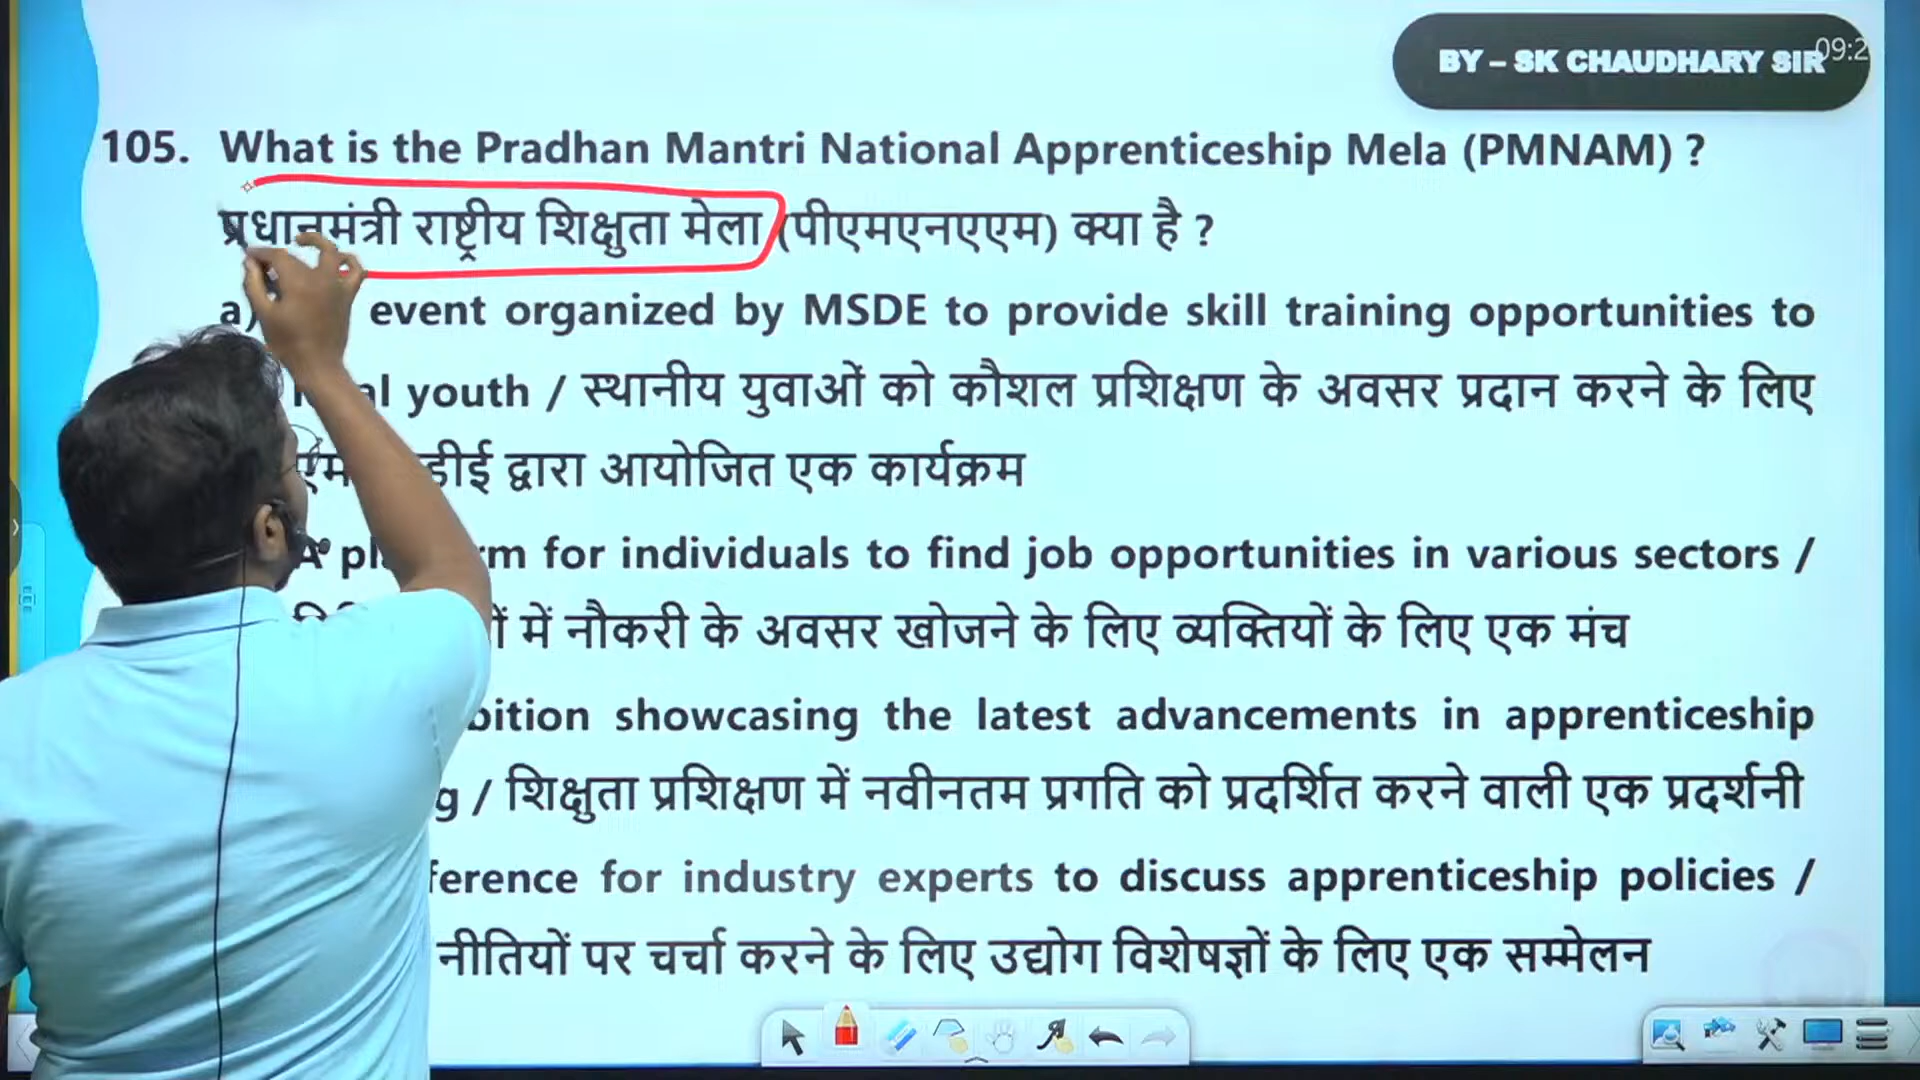 BY – SK CHAUDHARY SIR
09:2
105. What is the Pradhan Mantri National Apprenticeship Mela (PMNAM) ?
प्रधानमंत्री राष्ट्रीय शिक्षुता मेला (पीएमएनएएम) क्या है ?
a) event organized by MSDE to provide skill training opportunities to
youth / स्थानीय युवाओं को कौशल प्रशिक्षण के अवसर प्रदान करने के लिए
द्वारा आयोजित एक कार्यक्रम
A for individuals to find job opportunities in various sectors /
में नौकरी के अवसर खोजने के लिए व्यक्तियों के लिए एक मंच
showcasing the latest advancements in apprenticeship
/ शिक्षुता प्रशिक्षण में नवीनतम प्रगति को प्रदर्शित करने वाली एक प्रदर्शनी
for industry experts to discuss apprenticeship policies /
नीतियों पर चर्चा करने के लिए उद्योग विशेषज्ञों के लिए एक सम्मेलन